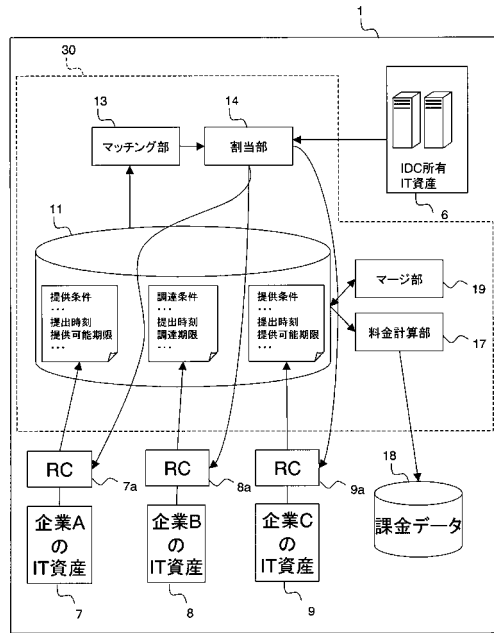 1
30
13
14
マッチング部
割当部
IDC所有
IT資産
6
11
提供条件
…
提出時刻
提供可能期限
…
調達条件
…
提出時刻
調達期限
…
提供条件
…
提出時刻
提供可能期限
…
マージ部
19
料金計算部
17
RC
7a
RC
8a
RC
9a
18
課金データ
企業A
の
IT資産
7
企業B
の
IT資産
8
企業C
の
IT資産
9